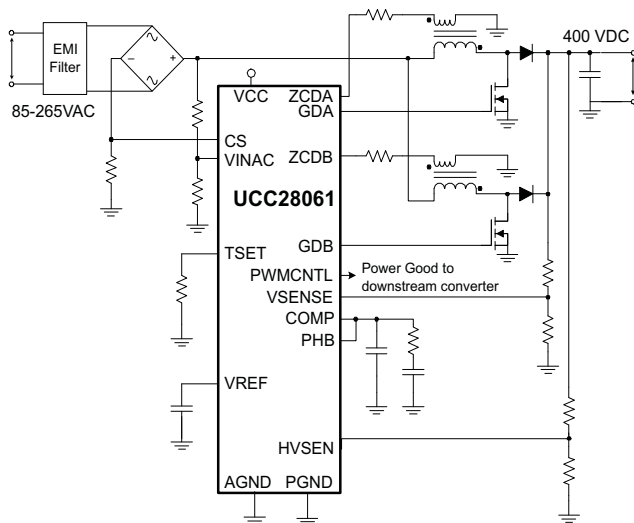 EMI
Filter
85-265VAC
−
+
400 VDC
VCC
ZCDA
GDA
CS
VINAC
ZCDB
UCC28061
TSET
GDB
PWMCNTL
Power Good to
downstream converter
VSENSE
COMP
PHB
VREF
HVSEN
AGND
PGND